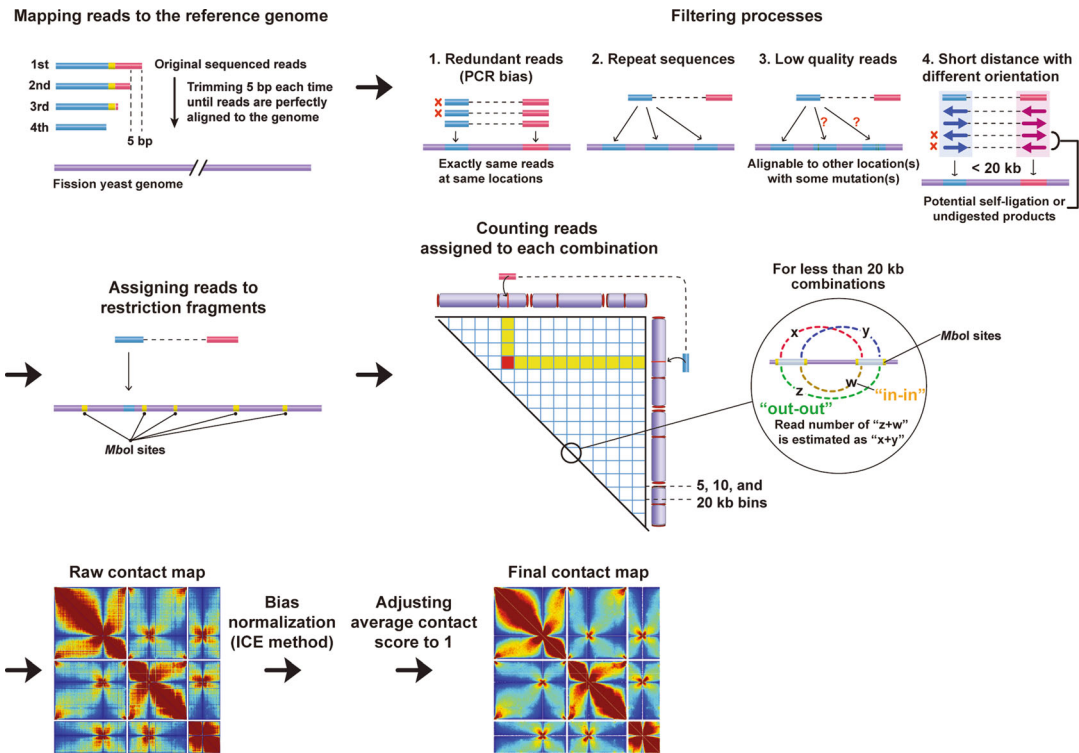 Mapping reads to the reference genome
1st
2nd
3rd
4th
Original sequenced reads
Trimming 5 bp each time
until reads are perfectly
aligned to the genome
5 bp
Fission yeast genome
Filtering processes
1. Redundant reads
(PCR bias)
x
x
Exactly same reads
at same locations
2. Repeat sequences
3. Low quality reads
? ?
Alignable to other location(s)
with some mutation(s)
4. Short distance with
different orientation
x
x
< 20 kb
Potential self-ligation or
undigested products
Assigning reads to
restriction fragments
MboI sites
Counting reads
assigned to each combination
5, 10, and
20 kb bins
For less than 20 kb
combinations
x y
MboI sites
z w
"in-in"
"out-out"
Read number of "z+w"
is estimated as "x+y"
Raw contact map
Bias
normalization
(ICE method)
Adjusting
average contact
score to 1
Final contact map